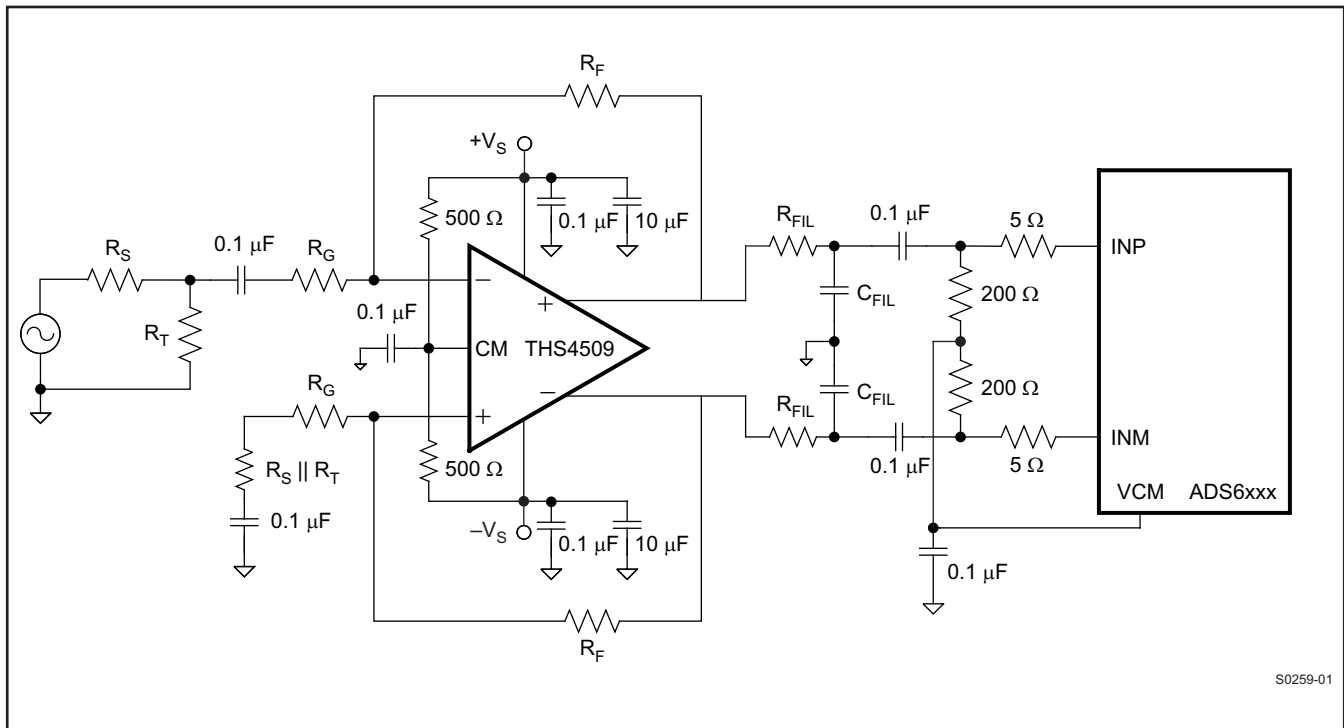 R_F
+V_S
500 Ω
0.1 μF
10 μF
R_FIL
0.1 μF
5 Ω
R_S
0.1 μF
R_G
INP
−
+
C_FIL
200 Ω
0.1 μF
R_T
CM
THS4509
R_G
−
C_FIL
200 Ω
+
R_FIL
INM
R_S || R_T
500 Ω
0.1 μF
5 Ω
VCM
ADS6xxx
0.1 μF
−V_S
0.1 μF
10 μF
0.1 μF
R_F
S0259-01